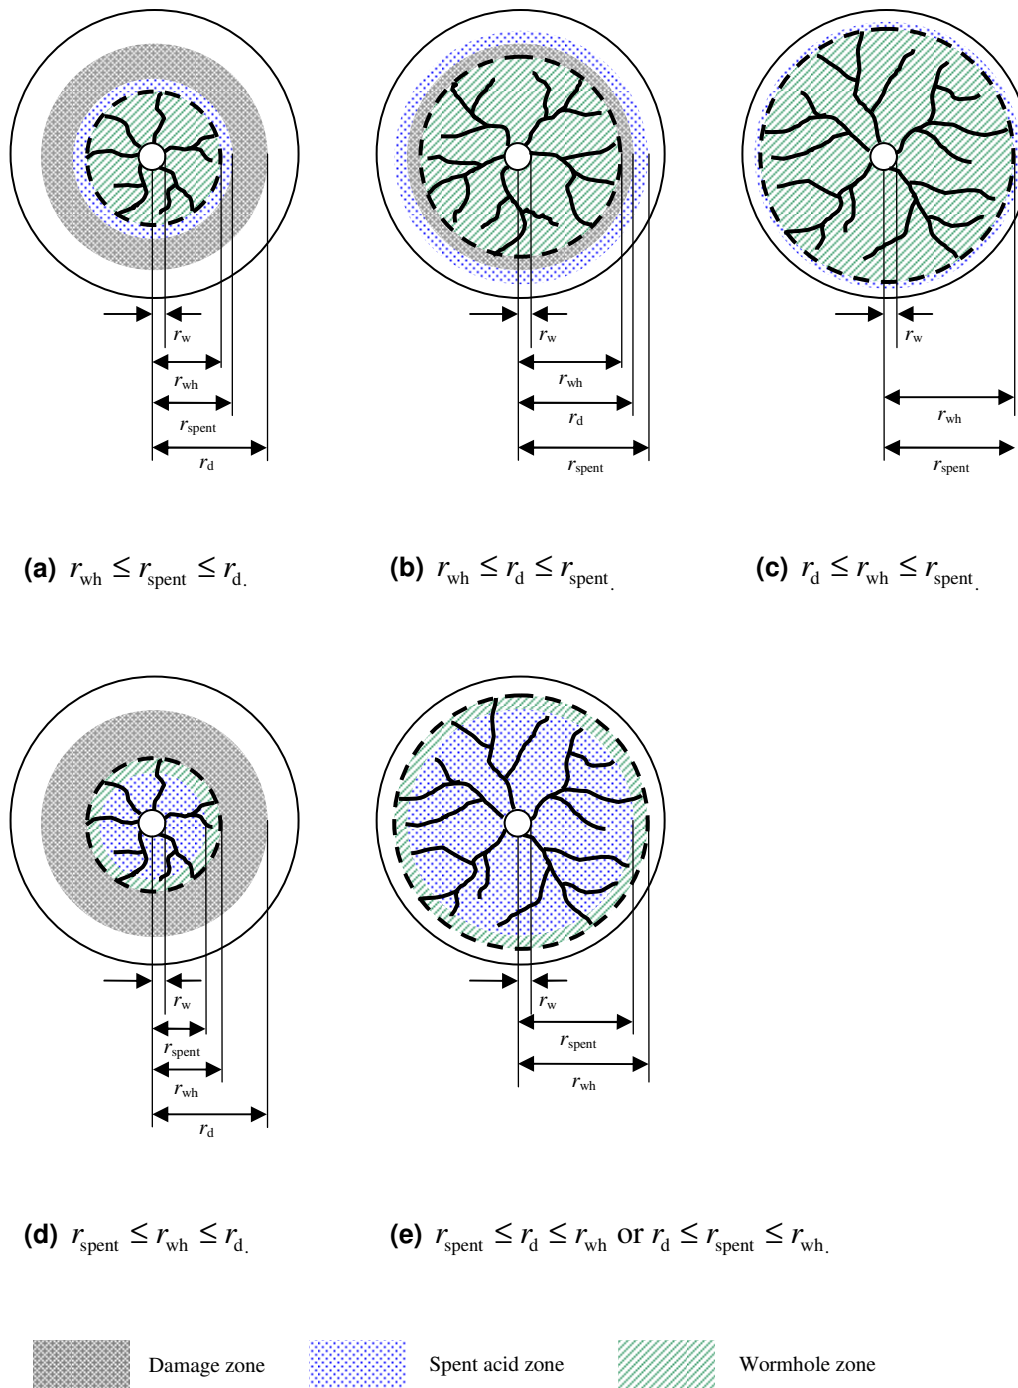 r_w
r_wh
r_spent
r_d
r_w
r_wh
r_d
r_spent
r_w
r_wh
r_spent
(a) r_wh ≤ r_spent ≤ r_d.
(b) r_wh ≤ r_d ≤ r_spent.
(c) r_d ≤ r_wh ≤ r_spent.
r_w
r_spent
r_wh
r_d
r_w
r_spent
r_wh
(d) r_spent ≤ r_wh ≤ r_d.
(e) r_spent ≤ r_d ≤ r_wh or r_d ≤ r_spent ≤ r_wh.
Damage zone
Spent acid zone
Wormhole zone